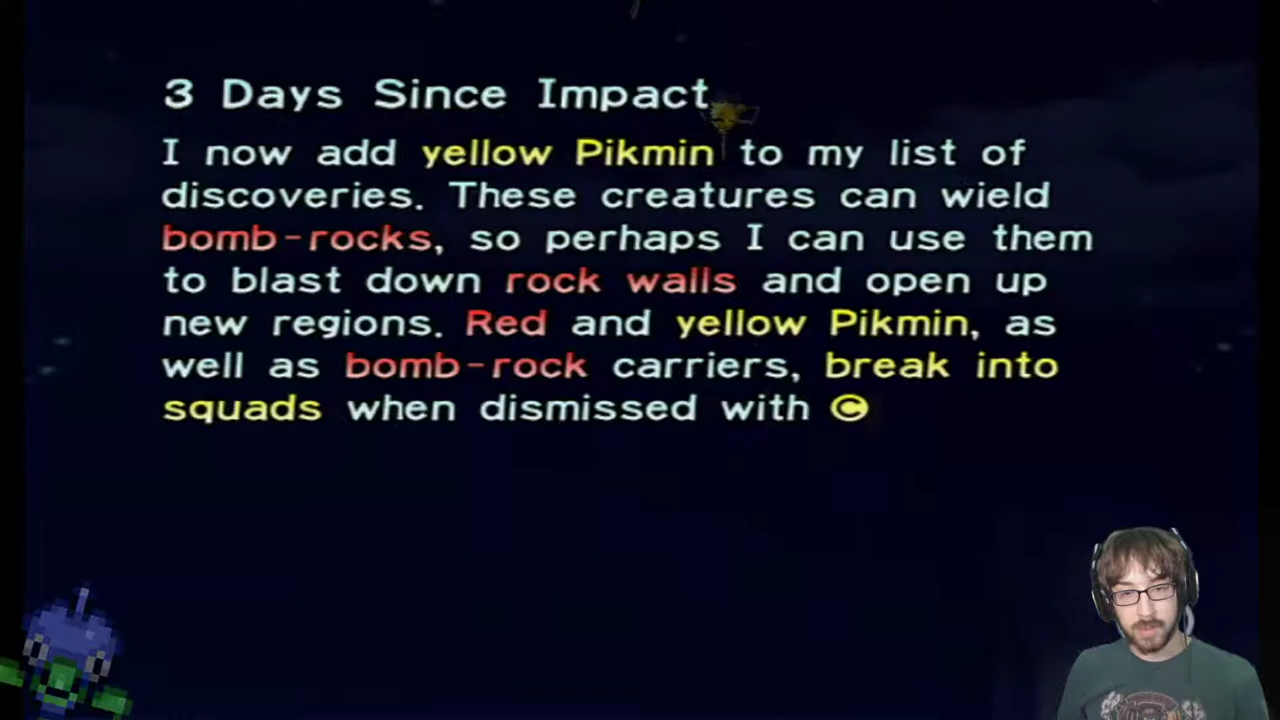 3 Days Since Impact
I now add yellow Pikmin to my list of
discoveries. These creatures can wield
bomb-rocks, so perhaps I can use them
to blast down rock walls and open up
new regions. Red and yellow Pikmin, as
well as bomb-rock carriers, break into
squads when dismissed with C